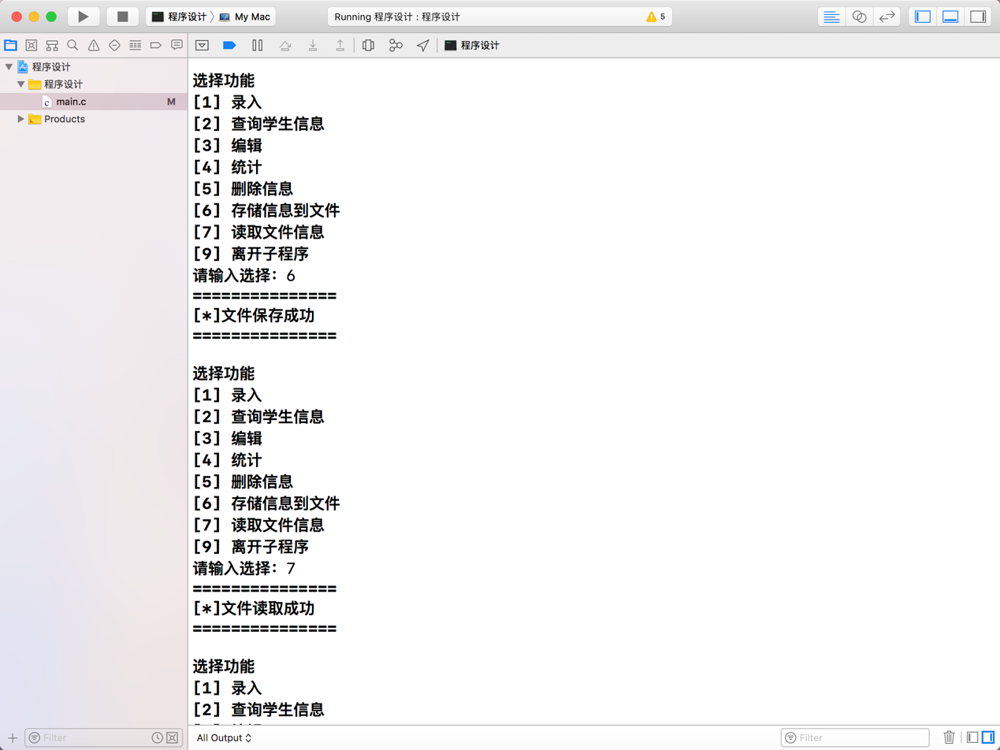 程序设计 〉 My Mac
Running 程序设计 : 程序设计
5
程序设计
程序设计
程序设计
main.c
M
Products
选择功能
[1] 录入
[2] 查询学生信息
[3] 编辑
[4] 统计
[5] 删除信息
[6] 存储信息到文件
[7] 读取文件信息
[9] 离开子程序
请输入选择：6
===============
[*]文件保存成功
===============
选择功能
[1] 录入
[2] 查询学生信息
[3] 编辑
[4] 统计
[5] 删除信息
[6] 存储信息到文件
[7] 读取文件信息
[9] 离开子程序
请输入选择：7
===============
[*]文件读取成功
===============
选择功能
[1] 录入
[2] 查询学生信息
Filter
All Output
Filter